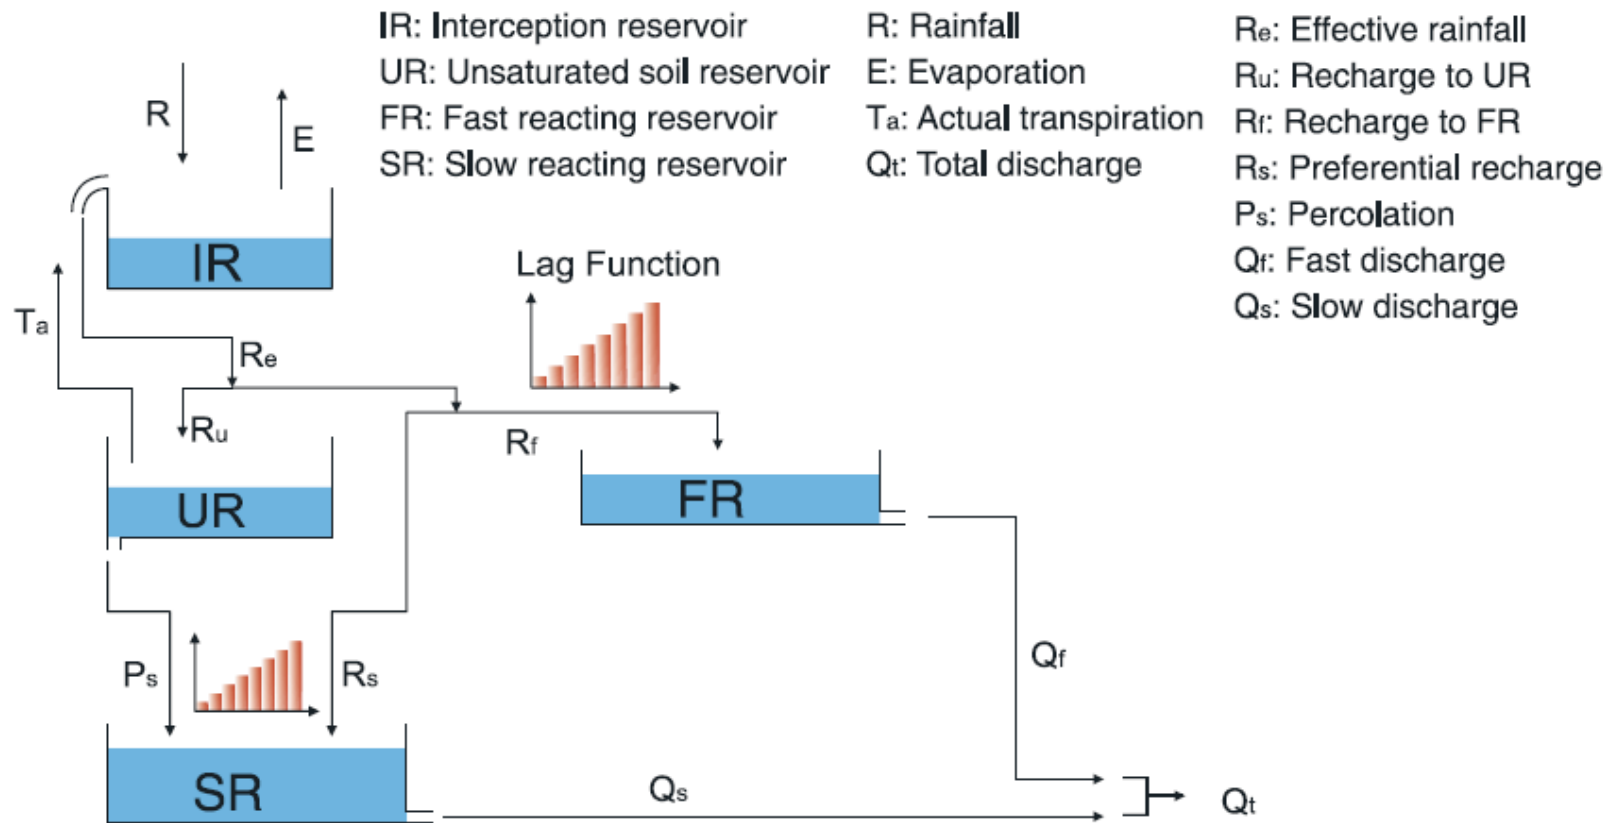 IR: Interception reservoir
UR: Unsaturated soil reservoir
FR: Fast reacting reservoir
SR: Slow reacting reservoir
R: Rainfall
E: Evaporation
Ta: Actual transpiration
Qt: Total discharge
Re: Effective rainfall
Ru: Recharge to UR
Rf: Recharge to FR
Rs: Preferential recharge
Ps: Percolation
Qf: Fast discharge
Qs: Slow discharge
R
E
IR
Lag Function
Ta
Re
Ru
Rf
UR
FR
Ps
Rs
Qf
SR
Qs
Qt